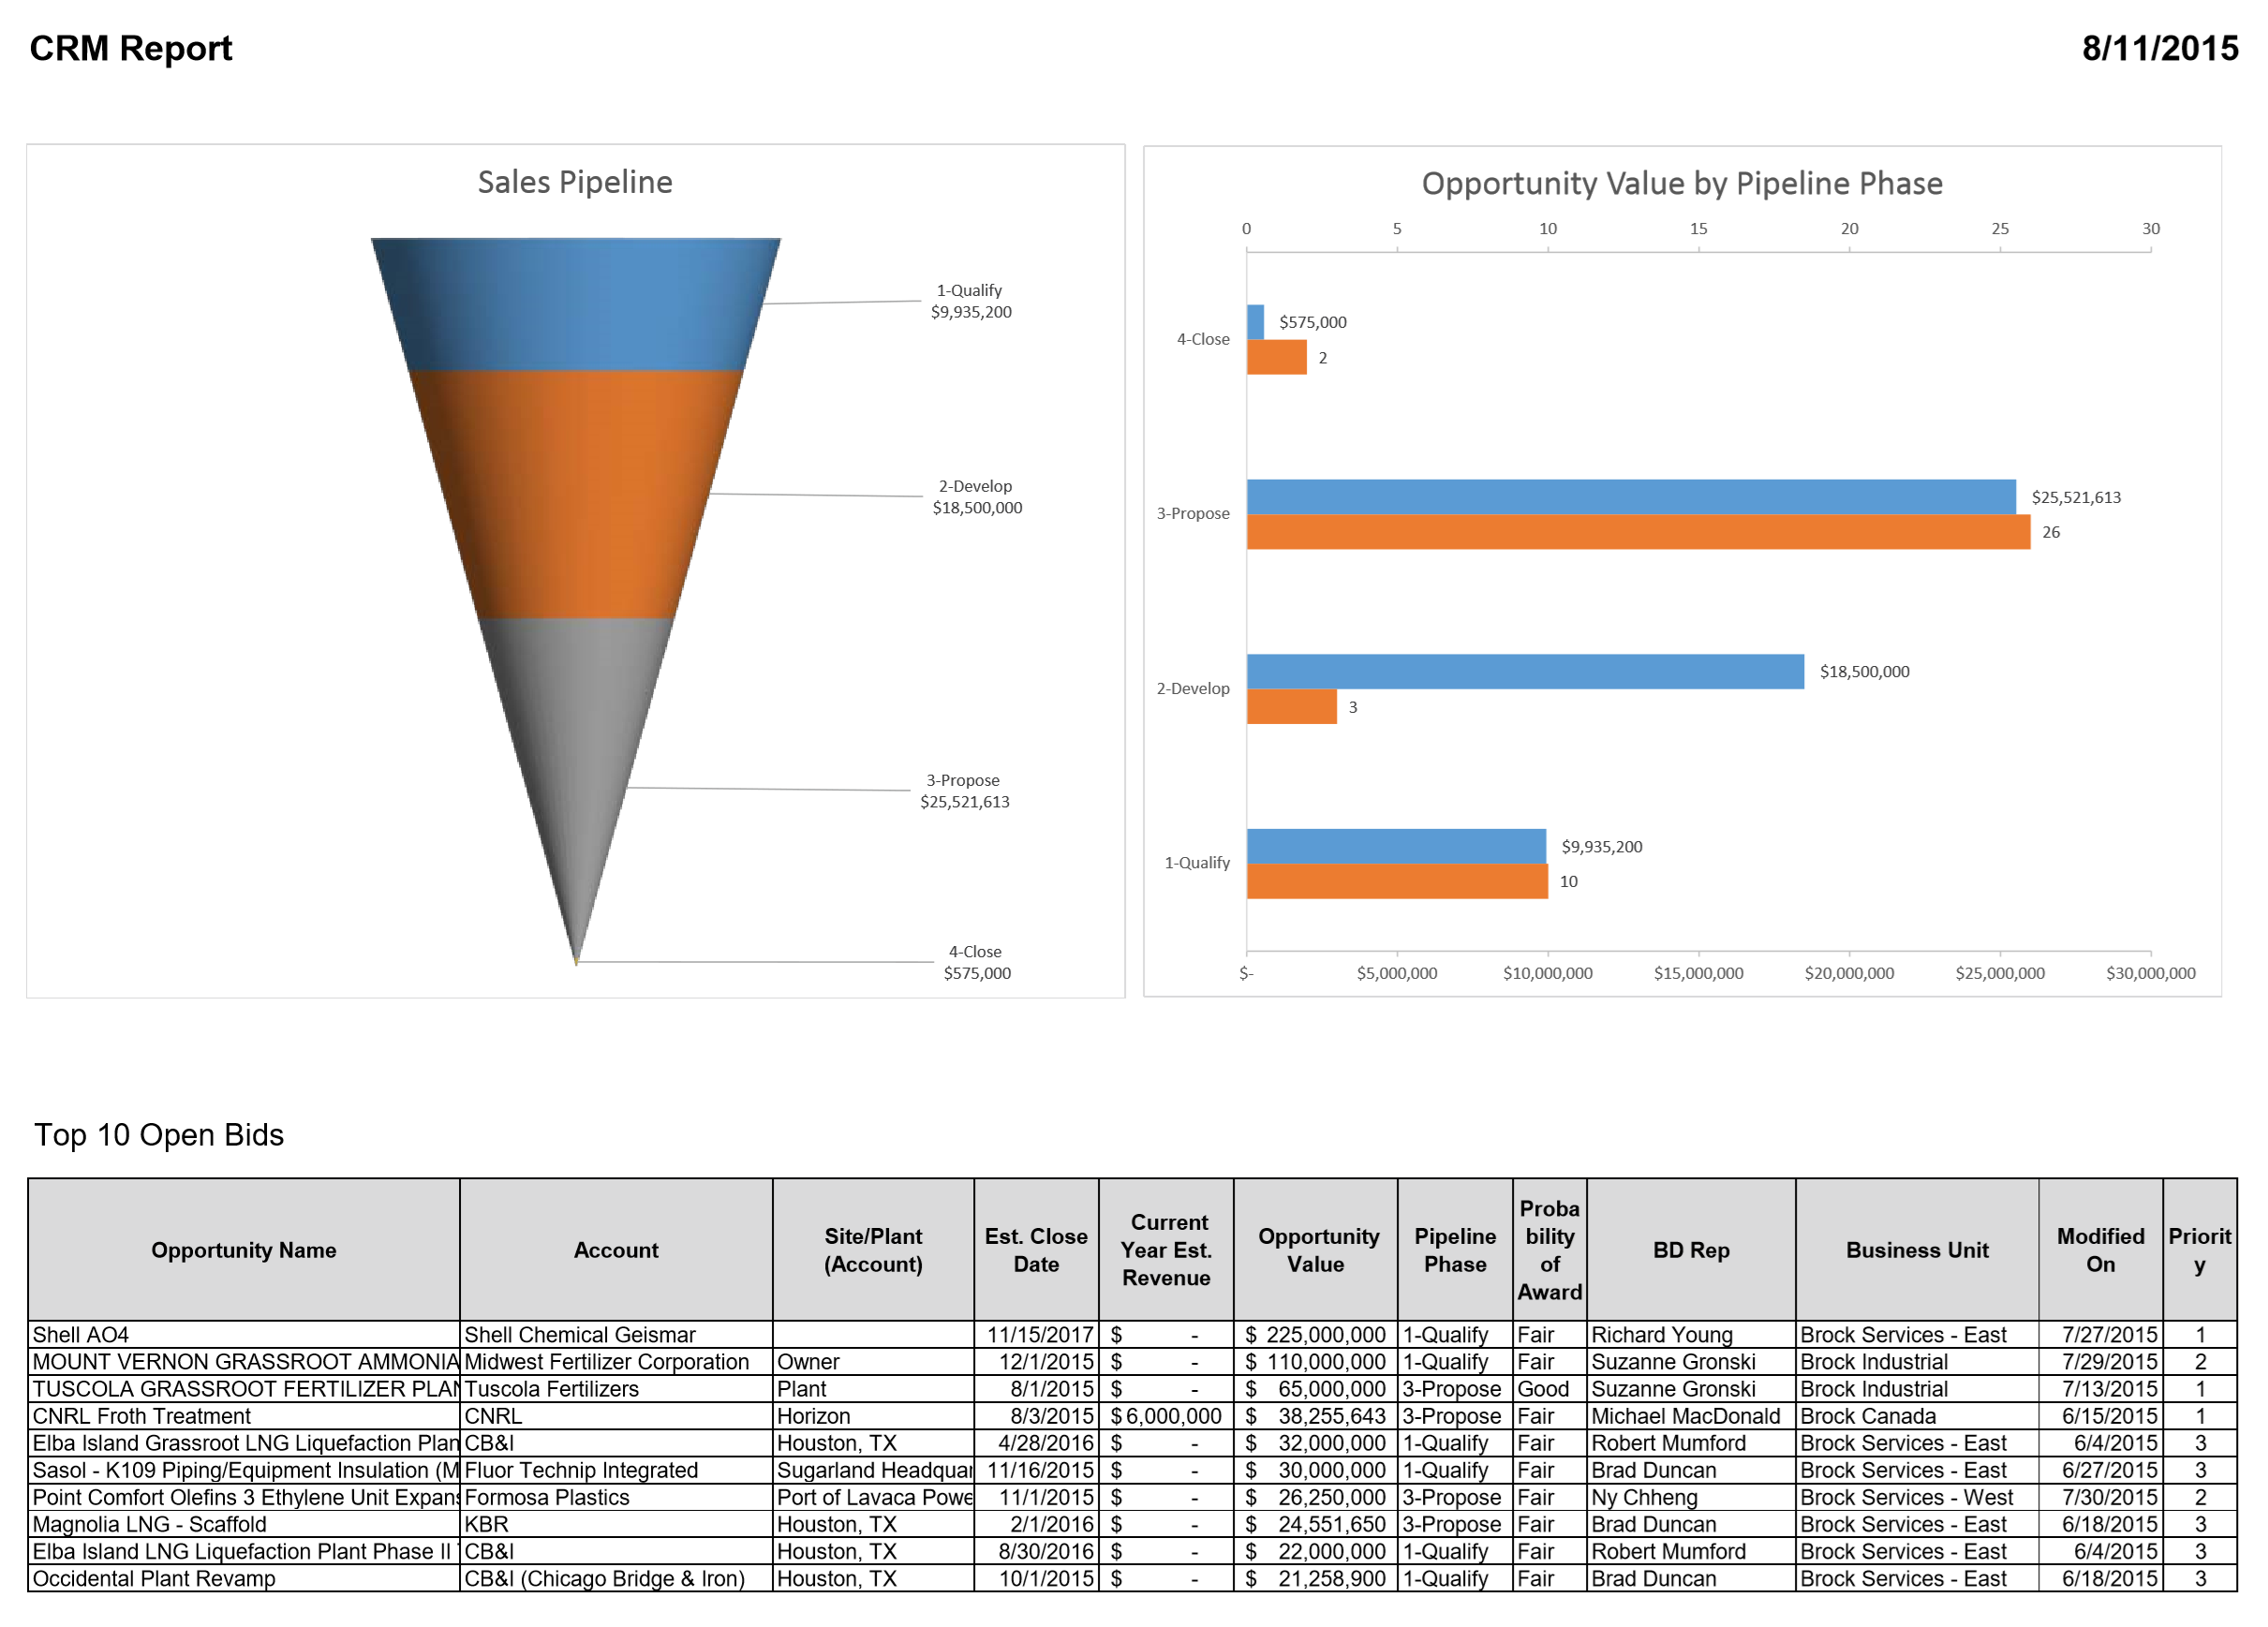 CRM Report 8/11/2015
Sales Pipeline
1-Qualify
$9,935,200
2-Develop
$18,500,000
3-Propose
$25,521,613
4-Close
$575,000
Opportunity Value by Pipeline Phase
0 5 10 15 20 25 30
4-Close
$575,000
2
3-Propose
$25,521,613
26
2-Develop
$18,500,000
3
1-Qualify
$9,935,200
10
$- $5,000,000 $10,000,000 $15,000,000 $20,000,000 $25,000,000 $30,000,000
Top 10 Open Bids
Opportunity Name Account Site/Plant (Account) Est. Close Date Current Year Est. Revenue Opportunity Value Pipeline Phase Proba bility of Award BD Rep Business Unit Modified On Priorit y
Shell AO4 Shell Chemical Geismar 11/15/2017 $ - $ 225,000,000 1-Qualify Fair Richard Young Brock Services - East 7/27/2015 1
MOUNT VERNON GRASSROOT AMMONIA Midwest Fertilizer Corporation Owner 12/1/2015 $ - $ 110,000,000 1-Qualify Fair Suzanne Gronski Brock Industrial 7/29/2015 2
TUSCOLA GRASSROOT FERTILIZER PLAN Tuscola Fertilizers Plant 8/1/2015 $ - $ 65,000,000 3-Propose Good Suzanne Gronski Brock Industrial 7/13/2015 1
CNRL Froth Treatment CNRL Horizon 8/3/2015 $ 6,000,000 $ 38,255,643 3-Propose Fair Michael MacDonald Brock Canada 6/15/2015 1
Elba Island Grassroot LNG Liquefaction Plan CB&I Houston, TX 4/28/2016 $ - $ 32,000,000 1-Qualify Fair Robert Mumford Brock Services - East 6/4/2015 3
Sasol - K109 Piping/Equipment Insulation (M Fluor Technip Integrated Sugarland Headquar 11/16/2015 $ - $ 30,000,000 1-Qualify Fair Brad Duncan Brock Services - East 6/27/2015 3
Point Comfort Olefins 3 Ethylene Unit Expans Formosa Plastics Port of Lavaca Powe 11/1/2015 $ - $ 26,250,000 3-Propose Fair Ny Chheng Brock Services - West 7/30/2015 2
Magnolia LNG - Scaffold KBR Houston, TX 2/1/2016 $ - $ 24,551,650 3-Propose Fair Brad Duncan Brock Services - East 6/18/2015 3
Elba Island LNG Liquefaction Plant Phase II CB&I Houston, TX 8/30/2016 $ - $ 22,000,000 1-Qualify Fair Robert Mumford Brock Services - East 6/4/2015 3
Occidental Plant Revamp CB&I (Chicago Bridge & Iron) Houston, TX 10/1/2015 $ - $ 21,258,900 1-Qualify Fair Brad Duncan Brock Services - East 6/18/2015 3